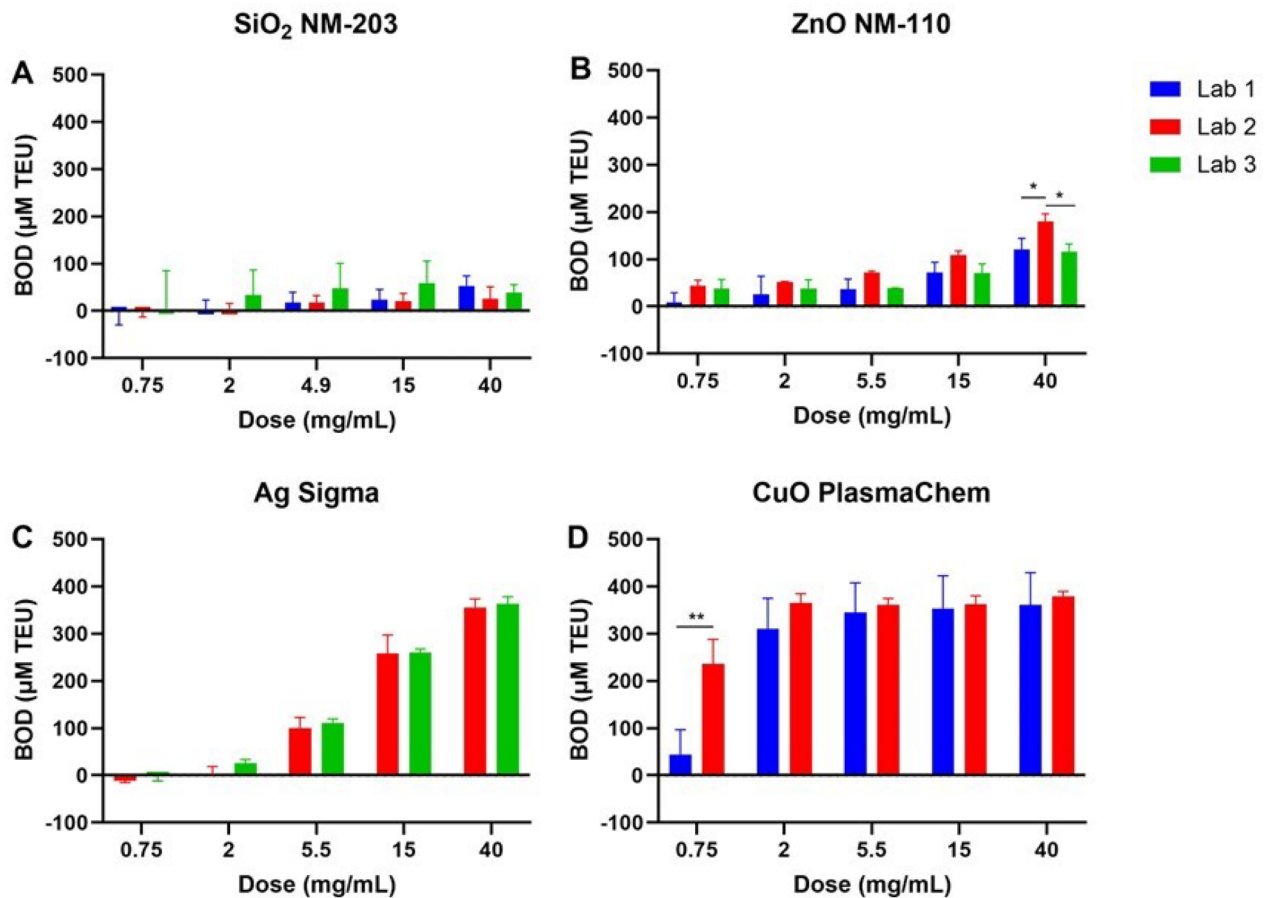 SiO₂ NM-203
A
500
400
300
200
100
0
-100
BOD (µM TEU)
0.75 2 4.9 15 40
Dose (mg/mL)
ZnO NM-110
B
500
400
300
200
100
0
-100
BOD (µM TEU)
* *
0.75 2 5.5 15 40
Dose (mg/mL)
Lab 1
Lab 2
Lab 3
Ag Sigma
C
500
400
300
200
100
0
-100
BOD (µM TEU)
0.75 2 5.5 15 40
Dose (mg/mL)
CuO PlasmaChem
D
500
400
300
200
100
0
-100
BOD (µM TEU)
**
0.75 2 5.5 15 40
Dose (mg/mL)